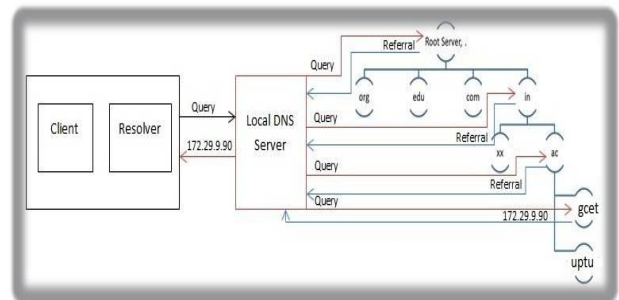 Root Server, .
Referral
Query
org
edu
com
in
Query
Client
Resolver
Query
Local DNS
Server
Query
Referral
xx
ac
172.29.9.90
Query
Referral
Query
172.29.9.90
gcet
uptu